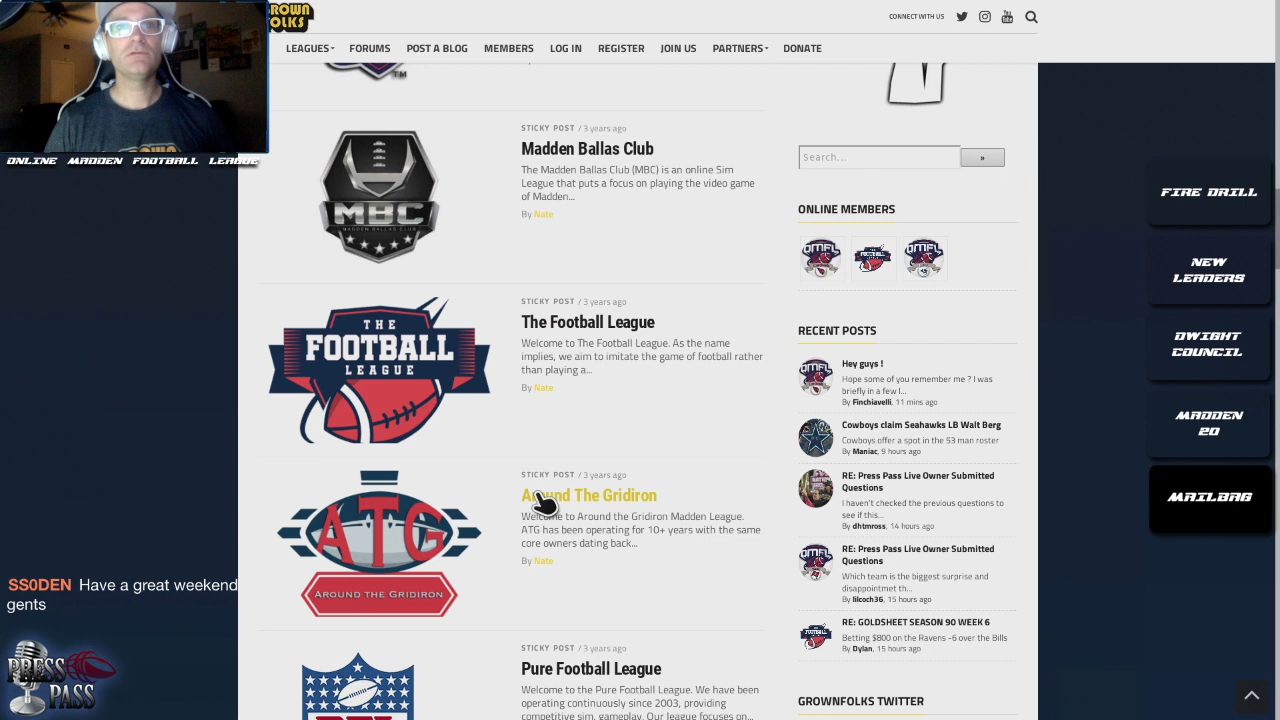 ROWN
OLKS
CONNECT WITH US
LEAGUES
FORUMS
POST A BLOG
MEMBERS
LOG IN
REGISTER
JOIN US
PARTNERS
DONATE
ONLINE MADDEN FOOTBALL LEAGUE
TM
STICKY POST / 3 years ago
Madden Ballas Club
The Madden Ballas Club (MBC) is an online Sim
League that puts a focus on playing the video game
of Madden...
By Nate
MBC
MADDEN BALLAS CLUB
STICKY POST / 3 years ago
The Football League
Welcome to The Football League. As the name
implies, we aim to imitate the game of football rather
than playing a...
By Nate
THE
FOOTBALL
LEAGUE
STICKY POST / 3 years ago
Around The Gridiron
Welcome to Around the Gridiron Madden League.
ATG has been operating for 10+ years with the same
core owners dating back...
By Nate
ATG
AROUND THE GRIDIRON
STICKY POST / 3 years ago
Pure Football League
Welcome to the Pure Football League. We have been
operating continuously since 2003, providing
competitive sim. gameplay. Our league focuses on...
Search...
»
ONLINE MEMBERS
RECENT POSTS
Hey guys !
Hope some of you remember me ? I was
briefly in a few l...
By Finchiavelli, 11 mins ago
Cowboys claim Seahawks LB Walt Berg
Cowboys offer a spot in the 53 man roster
By Maniac, 9 hours ago
RE: Press Pass Live Owner Submitted
Questions
I haven't checked the previous questions to
see if this...
By dhtmross, 14 hours ago
RE: Press Pass Live Owner Submitted
Questions
Which team is the biggest surprise and
disappointmet th...
By lilcoch36, 15 hours ago
RE: GOLDSHEET SEASON 90 WEEK 6
Betting $800 on the Ravens -6 over the Bills
By Dylan, 15 hours ago
GROWNFOLKS TWITTER
FIRE DRILL
NEW
LEADERS
DWIGHT
COUNCIL
MADDEN
20
MAILBAG
SS0DEN Have a great weekend
gents
PRESS
PASS